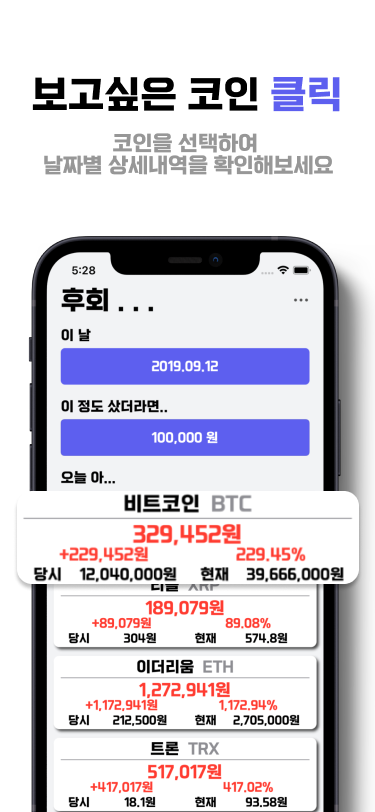 보고싶은 코인 클릭
코인을 선택하여
날짜별 상세내역을 확인해보세요
5:28
후회 . . .
이 날
2019.09.12
이 정도 샀더라면..
100,000 원
오늘 아...
비트코인 BTC
329,452원
+229,452원 229.45%
당시 12,040,000원 현재 39,666,000원
리플 XRP
189,079원
+89,079원 89.08%
당시 304원 현재 574.8원
이더리움 ETH
1,272,941원
+1,172,941원 1,172.94%
당시 212,500원 현재 2,705,000원
트론 TRX
517,017원
+417,017원 417.02%
당시 18.1원 현재 93.58원